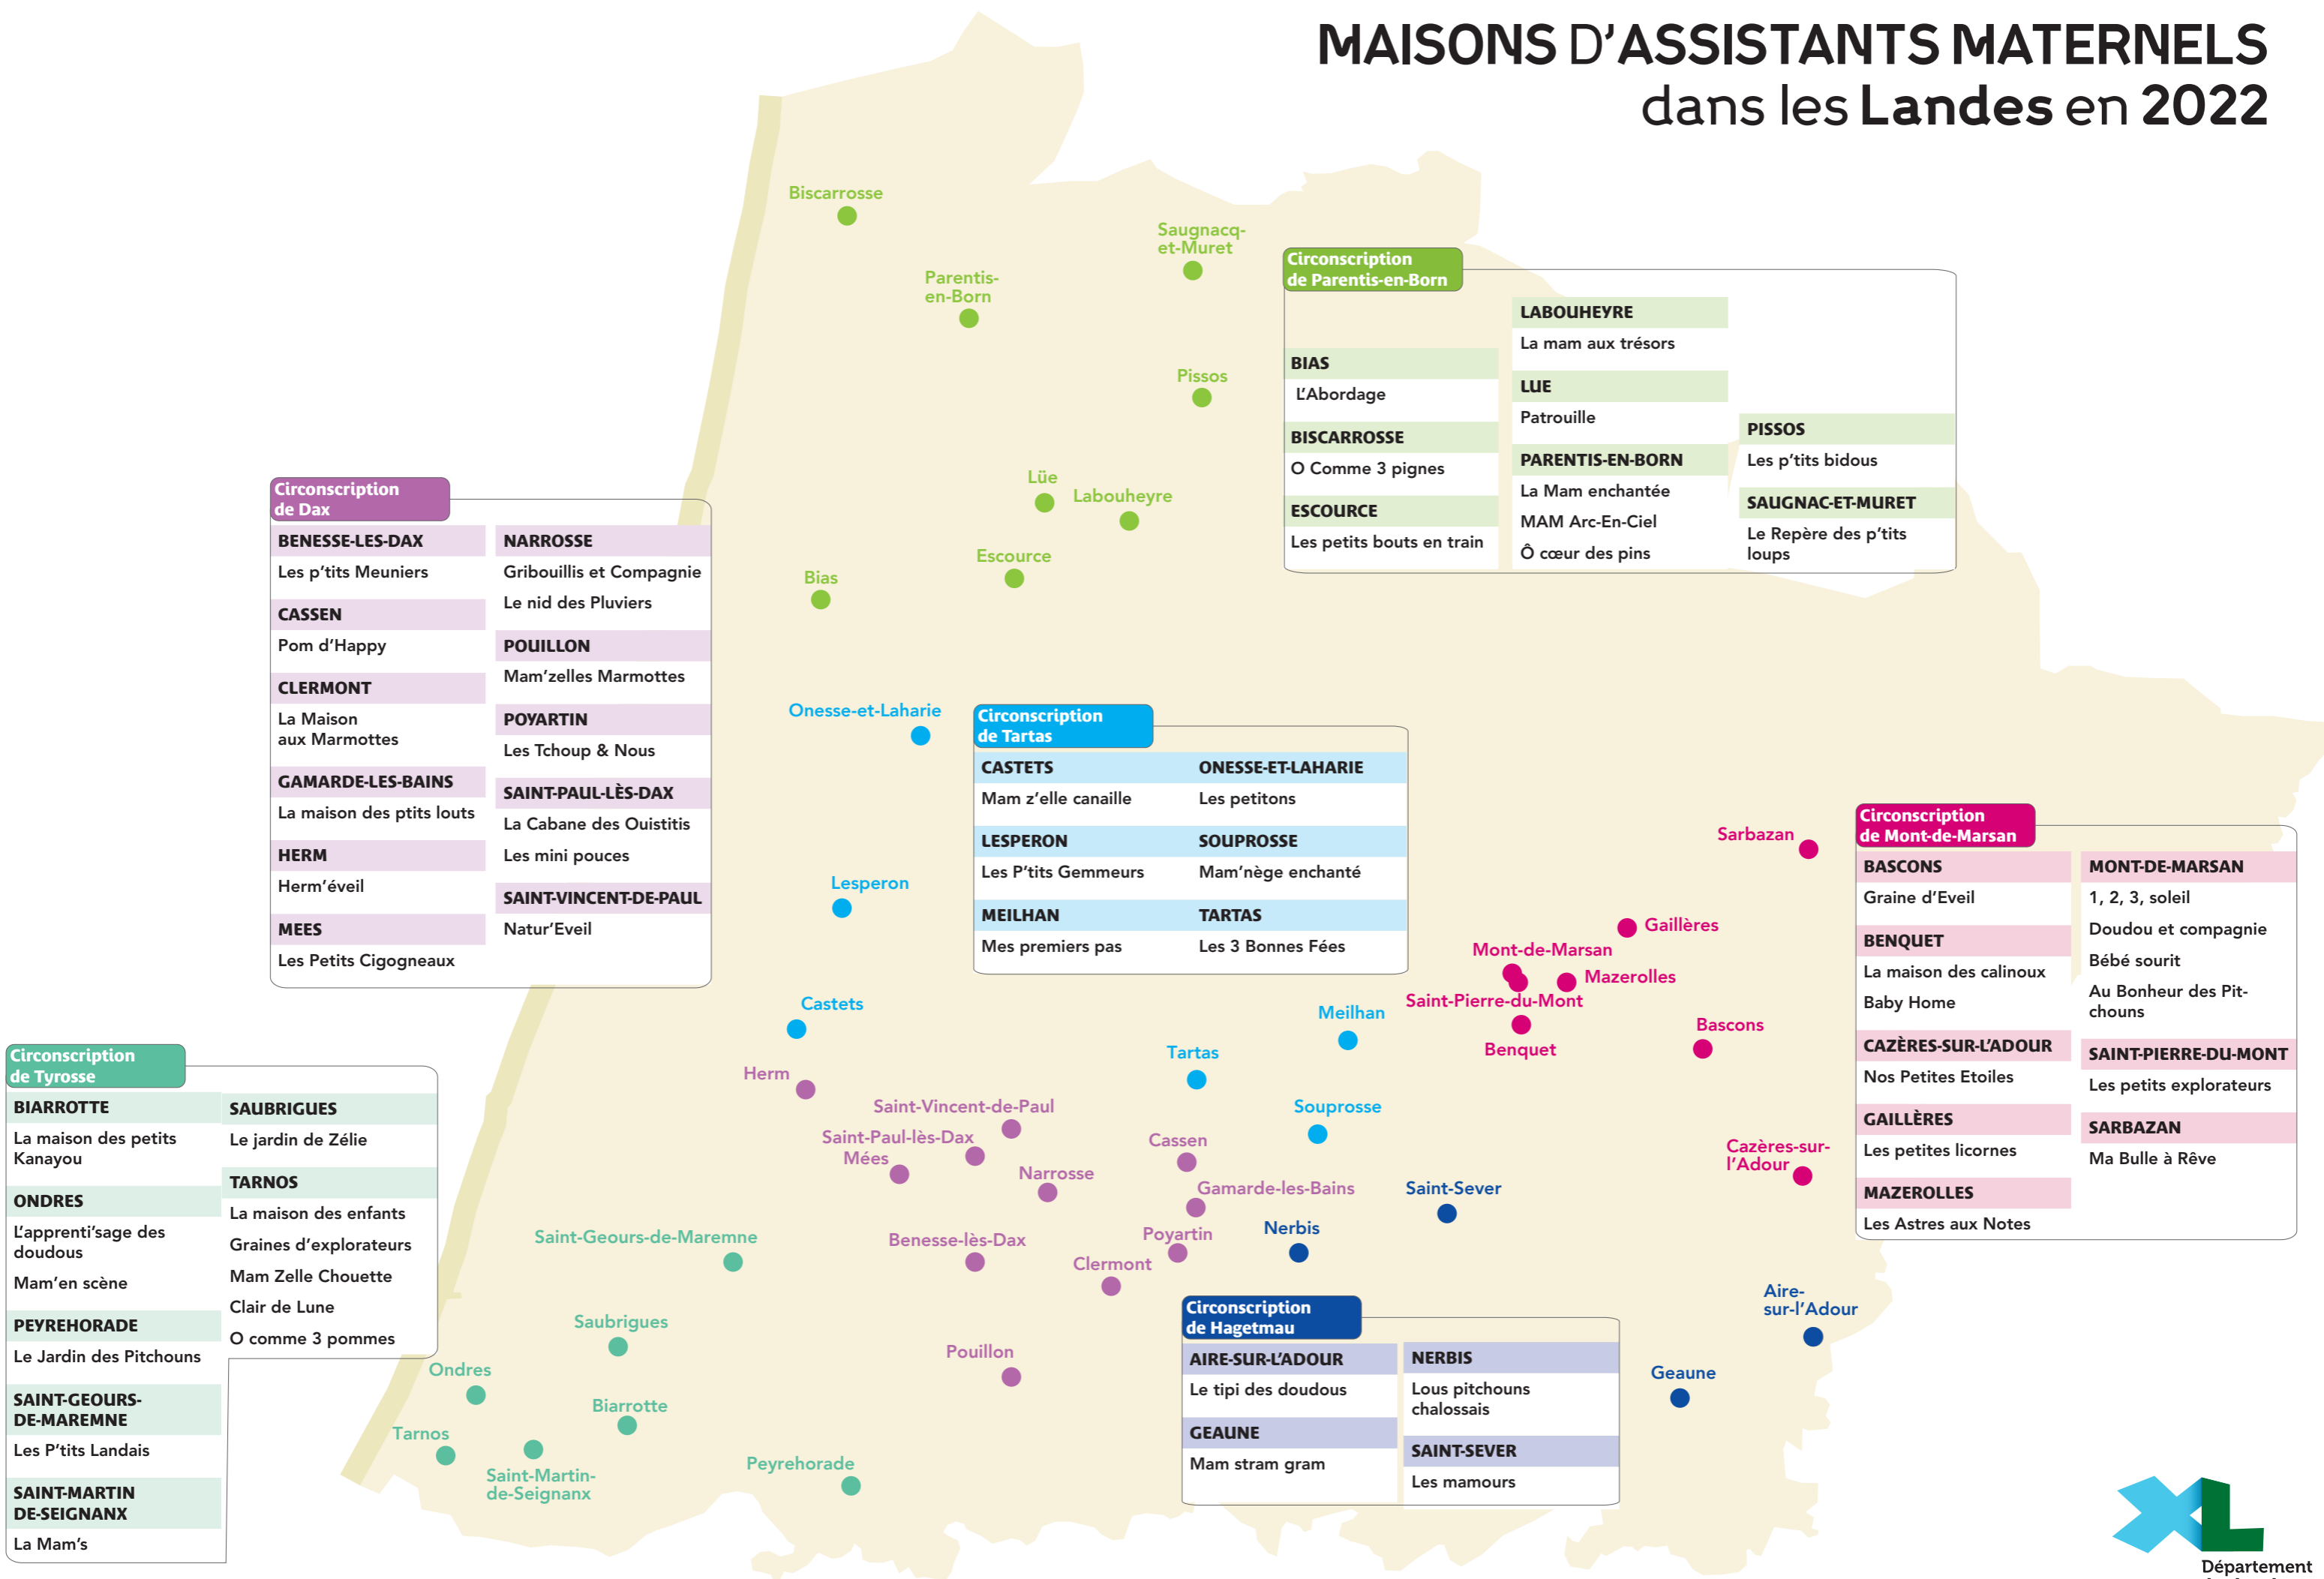 MAISONS D'ASSISTANTS MATERNELS
dans les Landes en 2022
Biscarrosse
Saugnacq-
et-Muret
Parentis-
en-Born
Pissos
Lüe
Labouheyre
Escource
Bias
Circonscription
de Parentis-en-Born
BIAS
L'Abordage
BISCARROSSE
O Comme 3 pignes
ESCOURCE
Les petits bouts en train
LABOUHEYRE
La mam aux trésors
LUE
Patrouille
PARENTIS-EN-BORN
La Mam enchantée
MAM Arc-En-Ciel
Ô cœur des pins
PISSOS
Les p'tits bidous
SAUGNAC-ET-MURET
Le Repère des p'tits
loups
Circonscription
de Dax
BENESSE-LES-DAX
Les p'tits Meuniers
CASSEN
Pom d'Happy
CLERMONT
La Maison
aux Marmottes
GAMARDE-LES-BAINS
La maison des ptits louts
HERM
Herm'éveil
MEES
Les Petits Cigogneaux
NARROSSE
Gribouillis et Compagnie
Le nid des Pluviers
POUILLON
Mam'zelles Marmottes
POYARTIN
Les Tchoup & Nous
SAINT-PAUL-LÈS-DAX
La Cabane des Ouistitis
Les mini pouces
SAINT-VINCENT-DE-PAUL
Natur'Eveil
Onesse-et-Laharie
Lesperon
Castets
Meilhan
Tartas
Souprosse
Circonscription
de Tartas
CASTETS
Mam z'elle canaille
LESPERON
Les P'tits Gemmeurs
MEILHAN
Mes premiers pas
ONESSE-ET-LAHARIE
Les petitons
SOUPROSSE
Mam'nège enchanté
TARTAS
Les 3 Bonnes Fées
Sarbazan
Gaillères
Mont-de-Marsan
Mazerolles
Saint-Pierre-du-Mont
Benquet
Bascons
Cazères-sur-
l'Adour
Circonscription
de Mont-de-Marsan
BASCONS
Graine d'Eveil
BENQUET
La maison des calinoux
Baby Home
CAZÈRES-SUR-L'ADOUR
Nos Petites Etoiles
GAILLÈRES
Les petites licornes
MAZEROLLES
Les Astres aux Notes
MONT-DE-MARSAN
1, 2, 3, soleil
Doudou et compagnie
Bébé sourit
Au Bonheur des Pit-
chouns
SAINT-PIERRE-DU-MONT
Les petits explorateurs
SARBAZAN
Ma Bulle à Rêve
Herm
Saint-Vincent-de-Paul
Saint-Paul-lès-Dax
Mées
Narrosse
Cassen
Gamarde-les-Bains
Poyartin
Benesse-lès-Dax
Clermont
Pouillon
Saint-Sever
Nerbis
Aire-
sur-l'Adour
Geaune
Circonscription
de Tyrosse
BIARROTTE
La maison des petits
Kanayou
ONDRES
L'apprenti'sage des
doudous
Mam'en scène
PEYREHORADE
Le Jardin des Pitchouns
SAINT-GEOURS-
DE-MAREMNE
Les P'tits Landais
SAINT-MARTIN
DE-SEIGNANX
La Mam's
SAUBRIGUES
Le jardin de Zélie
TARNOS
La maison des enfants
Graines d'explorateurs
Mam Zelle Chouette
Clair de Lune
O comme 3 pommes
Saint-Geours-de-Maremne
Saubrigues
Ondres
Biarrotte
Tarnos
Saint-Martin-
de-Seignanx
Peyrehorade
Circonscription
de Hagetmau
AIRE-SUR-L'ADOUR
Le tipi des doudous
GEAUNE
Mam stram gram
NERBIS
Lous pitchouns
chalossais
SAINT-SEVER
Les mamours
XL
Département